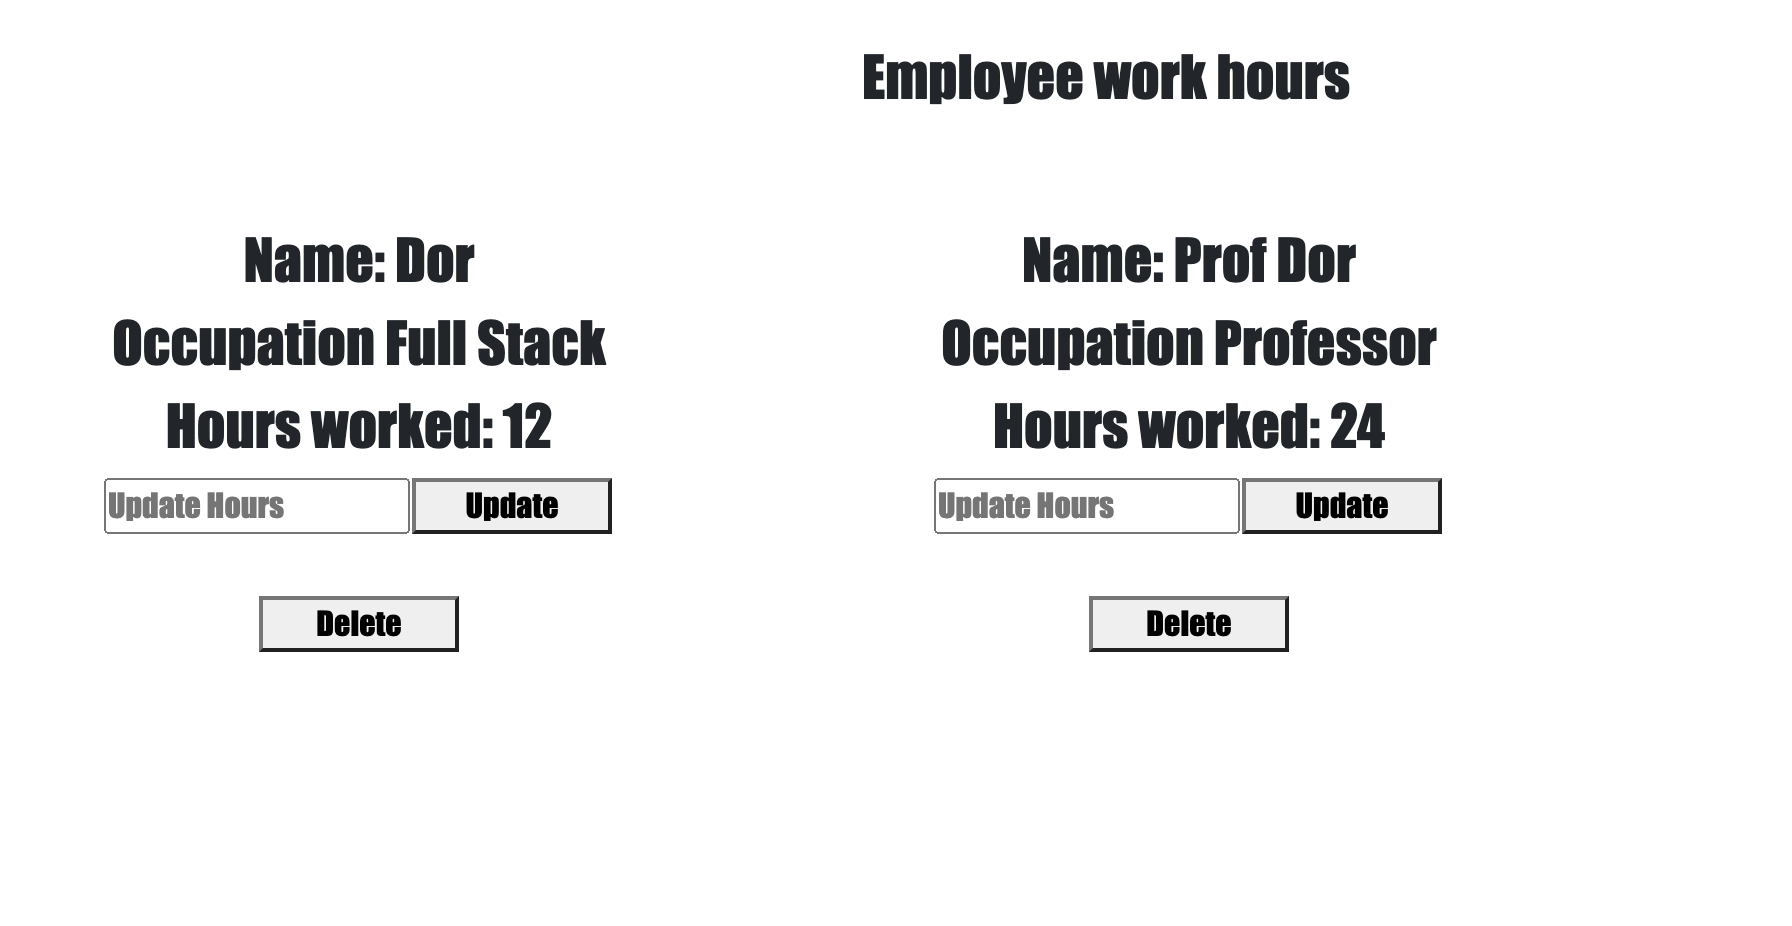 Employee work hours
Name: Dor
Occupation Full Stack
Hours worked: 12
Update Hours
Update
Delete
Name: Prof Dor
Occupation Professor
Hours worked: 24
Update Hours
Update
Delete